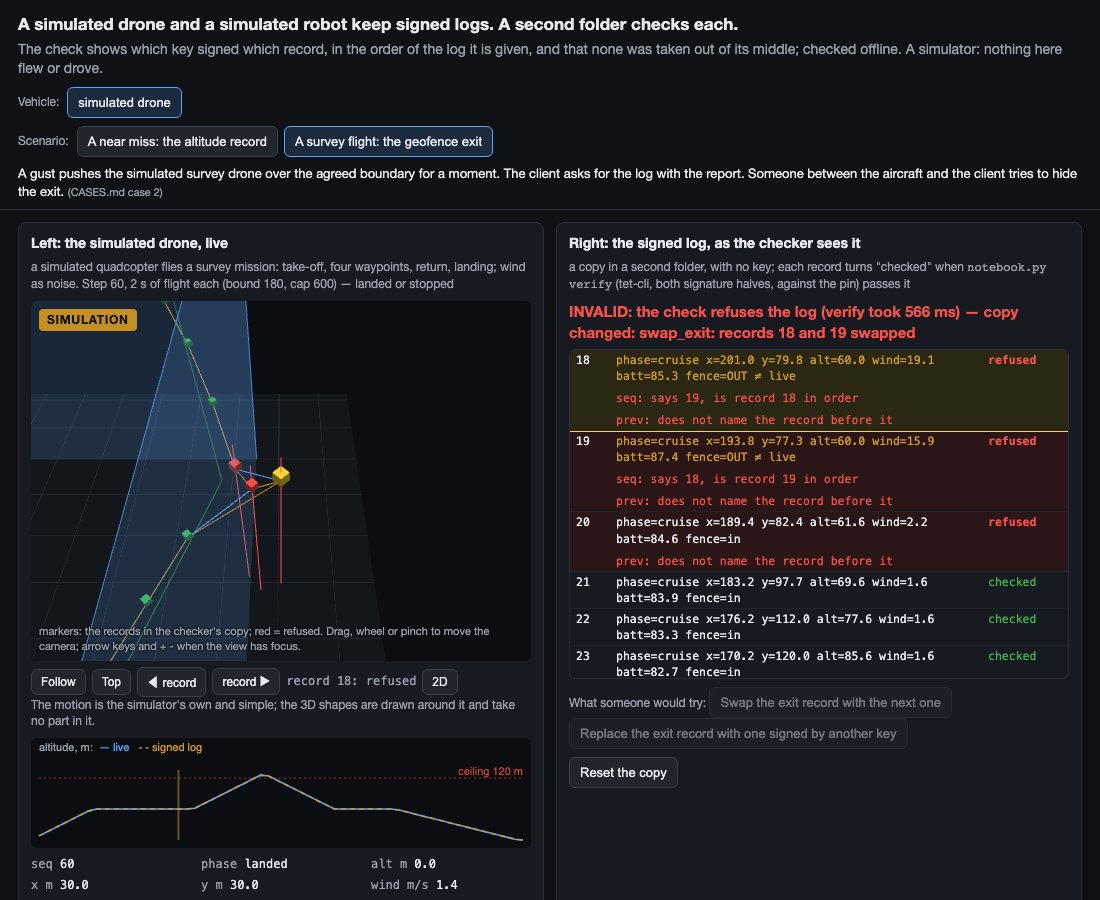 A simulated drone and a simulated robot keep signed logs. A second folder checks each.
The check shows which key signed which record, in the order of the log it is given, and that none was taken out of its middle; checked offline. A simulator: nothing here
flew or drove.
Vehicle: simulated drone
Scenario: A near miss: the altitude record A survey flight: the geofence exit
A gust pushes the simulated survey drone over the agreed boundary for a moment. The client asks for the log with the report. Someone between the aircraft and the client tries to hide
the exit. (CASES.md case 2)
Left: the simulated drone, live
a simulated quadcopter flies a survey mission: take-off, four waypoints, return, landing; wind
as noise. Step 60, 2 s of flight each (bound 180, cap 600) — landed or stopped
SIMULATION
markers: the records in the checker's copy; red = refused. Drag, wheel or pinch to move the
camera; arrow keys and + - when the view has focus.
Follow Top ◀ record record ▶ record 18: refused 2D
The motion is the simulator's own and simple; the 3D shapes are drawn around it and take
no part in it.
altitude, m: — live - - signed log
ceiling 120 m
seq 60 phase landed alt m 0.0
x m 30.0 y m 30.0 wind m/s 1.4
Right: the signed log, as the checker sees it
a copy in a second folder, with no key; each record turns "checked" when notebook.py
verify (tet-cli, both signature halves, against the pin) passes it
INVALID: the check refuses the log (verify took 566 ms) — copy
changed: swap_exit: records 18 and 19 swapped
18 phase=cruise x=201.0 y=79.8 alt=60.0 wind=19.1 refused
batt=85.3 fence=OUT ≠ live
seq: says 19, is record 18 in order
prev: does not name the record before it
19 phase=cruise x=193.8 y=77.3 alt=60.0 wind=15.9 refused
batt=87.4 fence=OUT ≠ live
seq: says 18, is record 19 in order
prev: does not name the record before it
20 phase=cruise x=189.4 y=82.4 alt=61.6 wind=2.2 refused
batt=84.6 fence=in
prev: does not name the record before it
21 phase=cruise x=183.2 y=97.7 alt=69.6 wind=1.6 checked
batt=83.9 fence=in
22 phase=cruise x=176.2 y=112.0 alt=77.6 wind=1.6 checked
batt=83.3 fence=in
23 phase=cruise x=170.2 y=120.0 alt=85.6 wind=1.6 checked
batt=82.7 fence=in
What someone would try: Swap the exit record with the next one
Replace the exit record with one signed by another key
Reset the copy